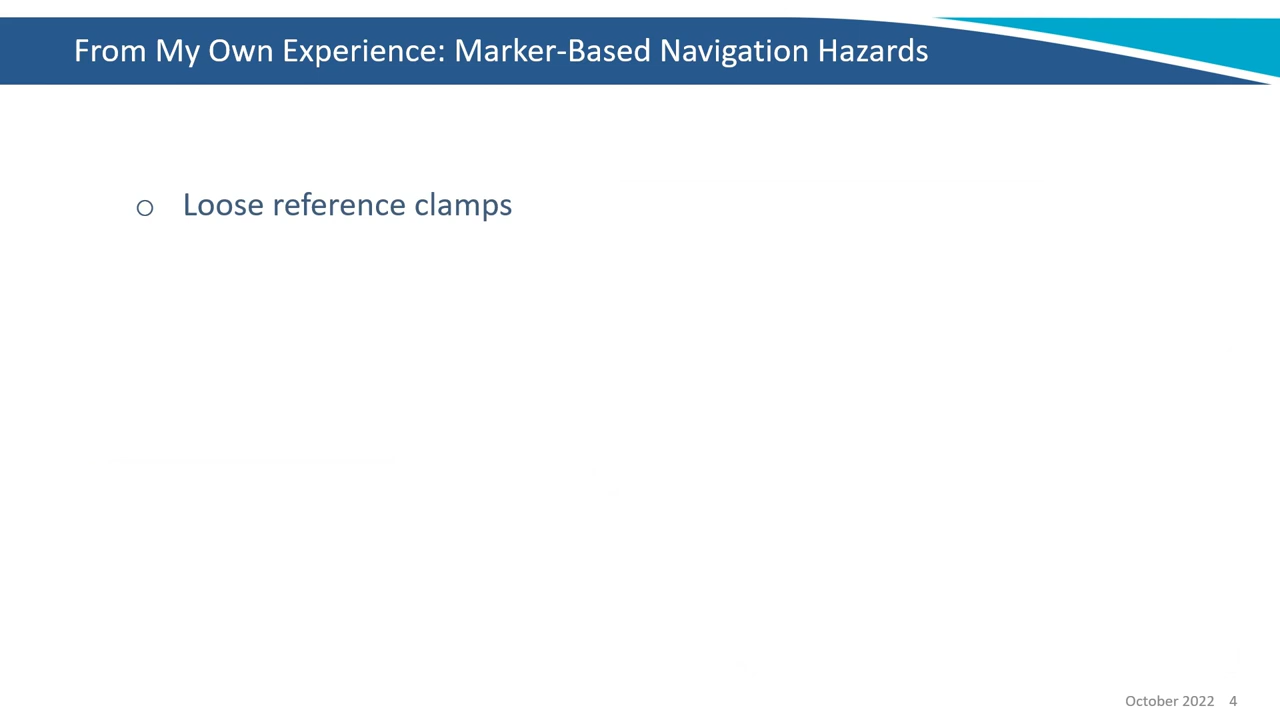 From My Own Experience: Marker-Based Navigation Hazards
o Loose reference clamps
October 2022 4